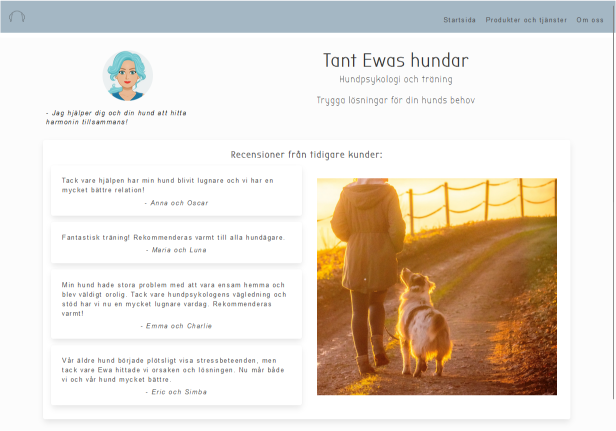 Startsida Produkter och tjänster Om oss
Tant Ewas hundar
Hundpsykologi och träning
Trygga lösningar för din hunds behov
- Jag hjälper dig och din hund att hitta
harmonin tillsammans!
Recensioner från tidigare kunder:
Tack vare hjälpen har min hund blivit lugnare och vi har en
mycket bättre relation!
- Anna och Oscar
Fantastisk träning! Rekommenderas varmt till alla hundägare.
- Maria och Luna
Min hund hade stora problem med att vara ensam hemma och
blev väldigt orolig. Tack vare hundpsykologens vägledning och
stöd har vi nu en mycket lugnare vardag. Rekommenderas
varmt!
- Emma och Charlie
Vår äldre hund började plötsligt visa stressbeteenden, men
tack vare Ewa hittade vi orsaken och lösningen. Nu mår både
vi och vår hund mycket bättre.
- Eric och Simba